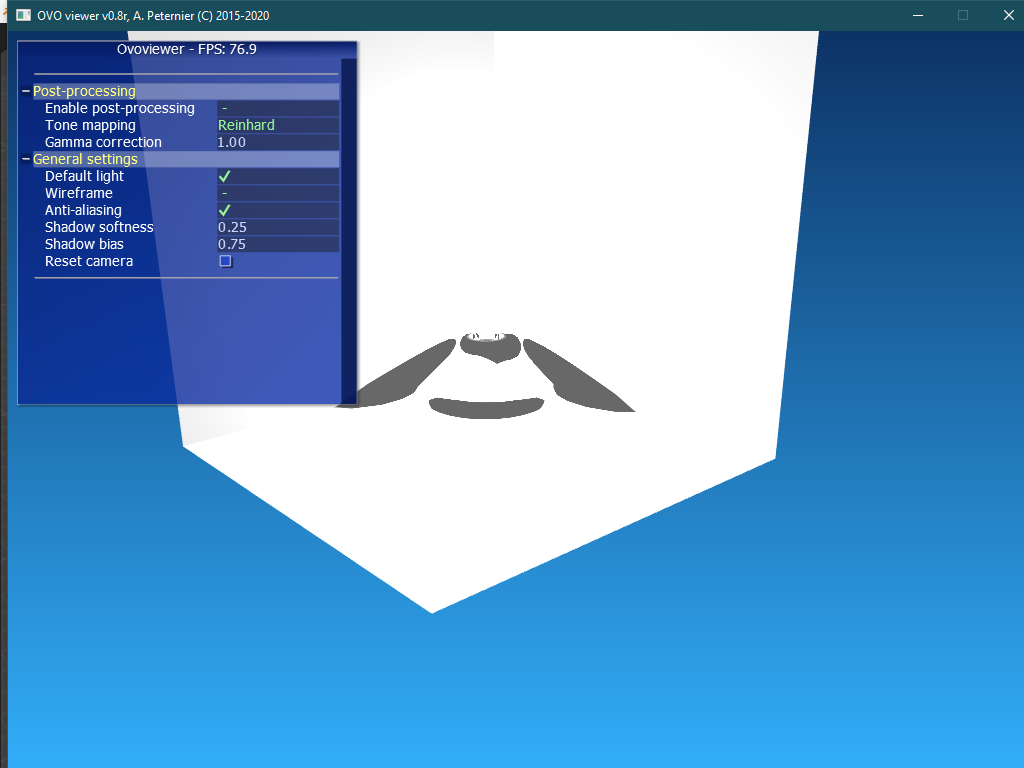 OVO viewer v0.8r, A. Peternier (C) 2015-2020
Ovoviewer - FPS: 76.9
Post-processing
Enable post-processing -
Tone mapping Reinhard
Gamma correction 1.00
General settings
Default light
Wireframe -
Anti-aliasing
Shadow softness 0.25
Shadow bias 0.75
Reset camera